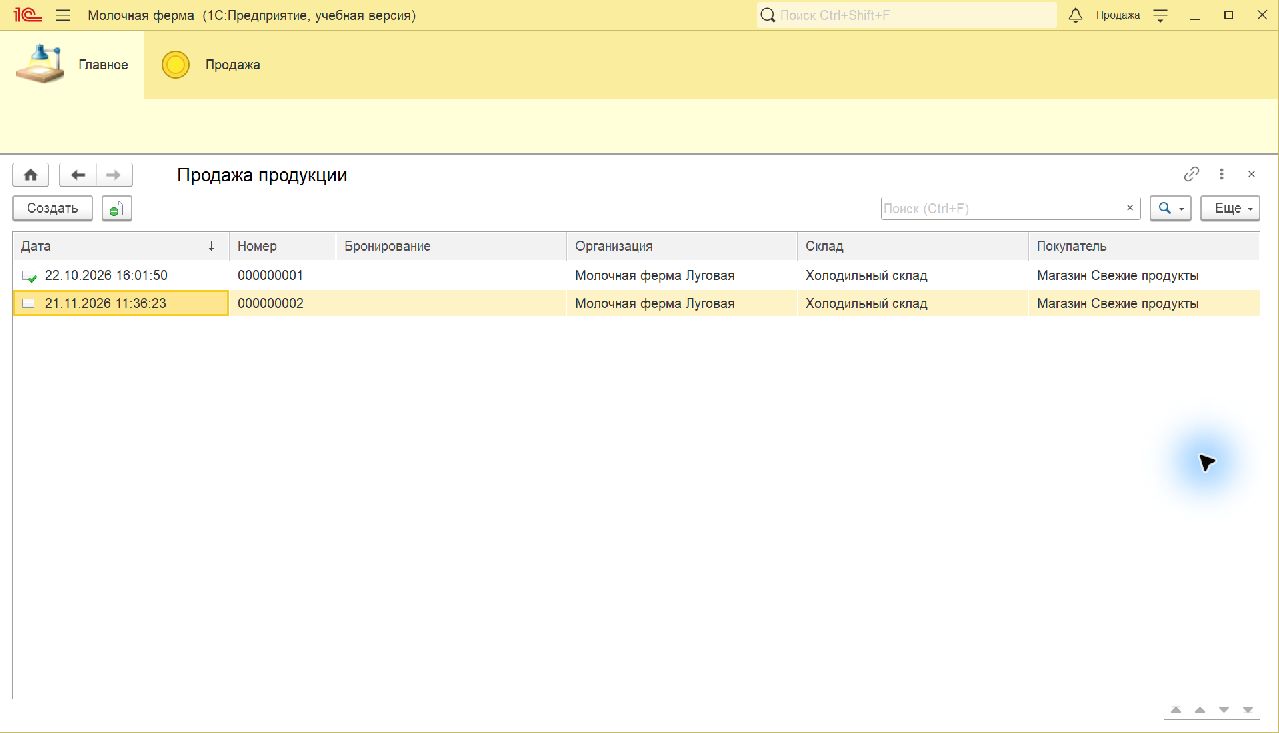 1С Молочная ферма (1С:Предприятие, учебная версия) Поиск Ctrl+Shift+F Продажа
Главное Продажа
Продажа продукции
Создать Поиск (Ctrl+F) Еще
Дата Номер Бронирование Организация Склад Покупатель
22.10.2026 16:01:50 000000001 Молочная ферма Луговая Холодильный склад Магазин Свежие продукты
21.11.2026 11:36:23 000000002 Молочная ферма Луговая Холодильный склад Магазин Свежие продукты